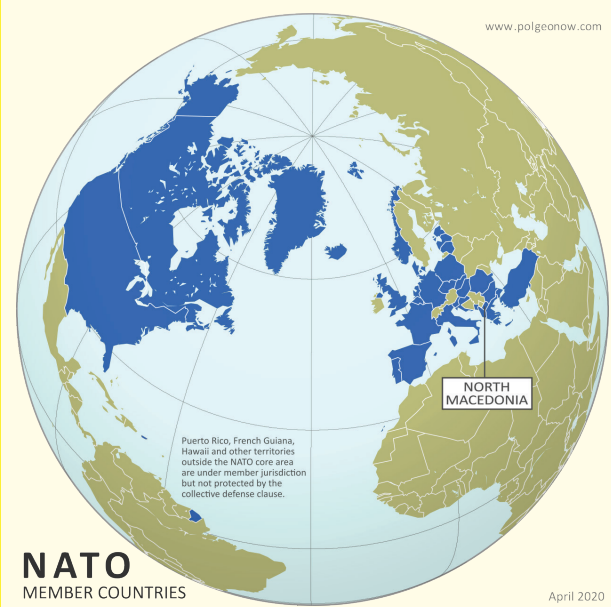 www.polgeonow.com
NORTH
MACEDONIA
Puerto Rico, French Guiana,
Hawaii and other territories
outside the NATO core area
are under member jurisdiction
but not protected by the
collective defense clause.
NATO
MEMBER COUNTRIES
April 2020